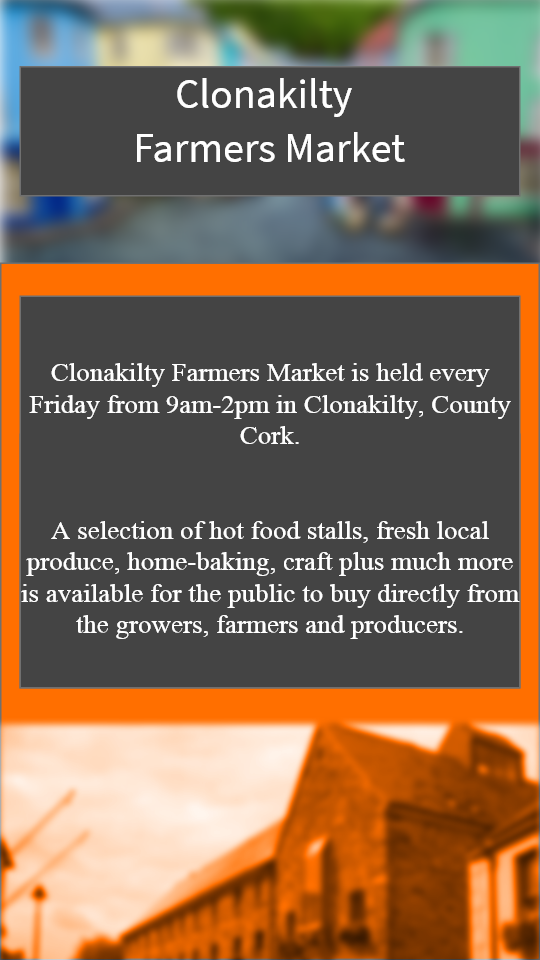 Clonakilty
Farmers Market
Clonakilty Farmers Market is held every
Friday from 9am-2pm in Clonakilty, County
Cork.
A selection of hot food stalls, fresh local
produce, home-baking, craft plus much more
is available for the public to buy directly from
the growers, farmers and producers.